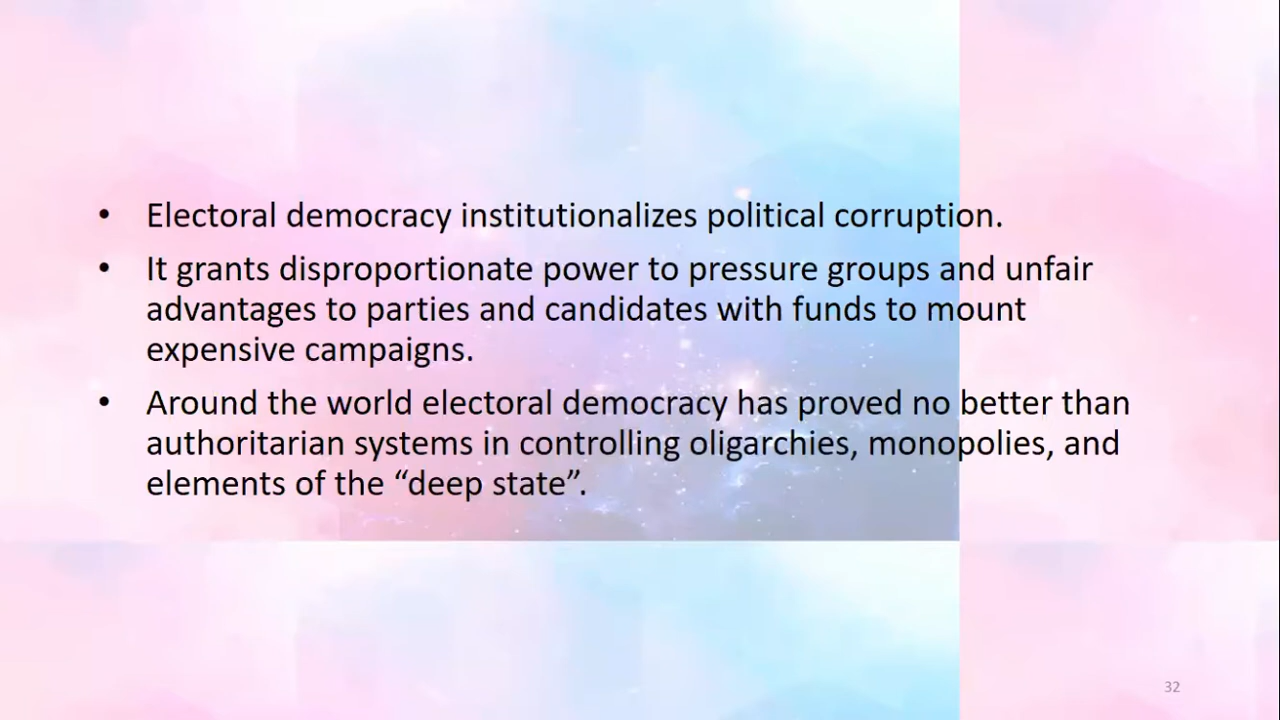 • Electoral democracy institutionalizes political corruption.
• It grants disproportionate power to pressure groups and unfair
advantages to parties and candidates with funds to mount
expensive campaigns.
• Around the world electoral democracy has proved no better than
authoritarian systems in controlling oligarchies, monopolies, and
elements of the “deep state”.
32